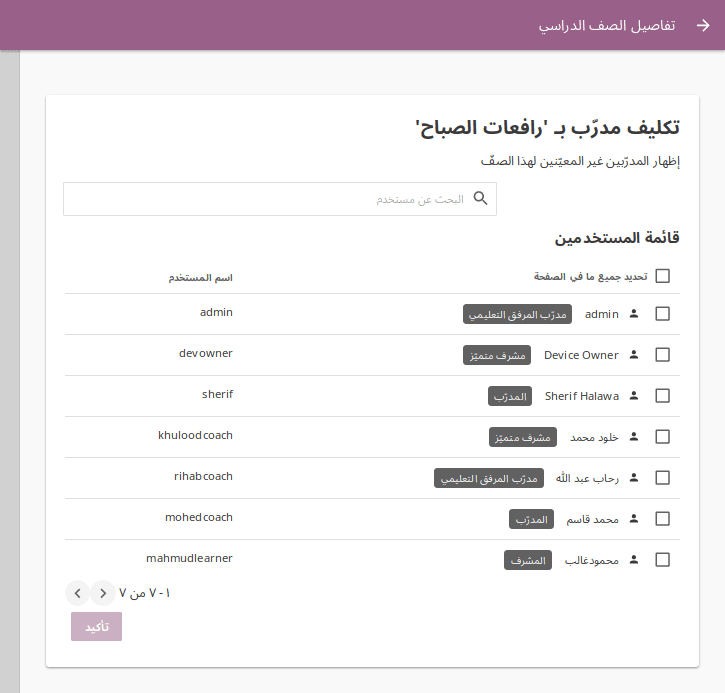 تفاصيل الصف الدراسي
تكليف مدرّب بـ 'رافعات الصباح'
إظهار المدرّبين غير المعيّنين لهذا الصفّ
البحث عن مستخدم
قائمة المستخدمين
تحديد جميع ما في الصفحة اسم المستخدم
admin مدرّب المرفق التعليمي admin
Device Owner مشرف متميّز devowner
Sherif Halawa المدرّب sherif
خلود محمد مشرف متميّز khuloodcoach
رحاب عبد الله مدرّب المرفق التعليمي rihabcoach
محمد قاسم المدرّب mohedcoach
محمودغالب المشرف mahmudlearner
١ - ٧ من ٧
تأكيد